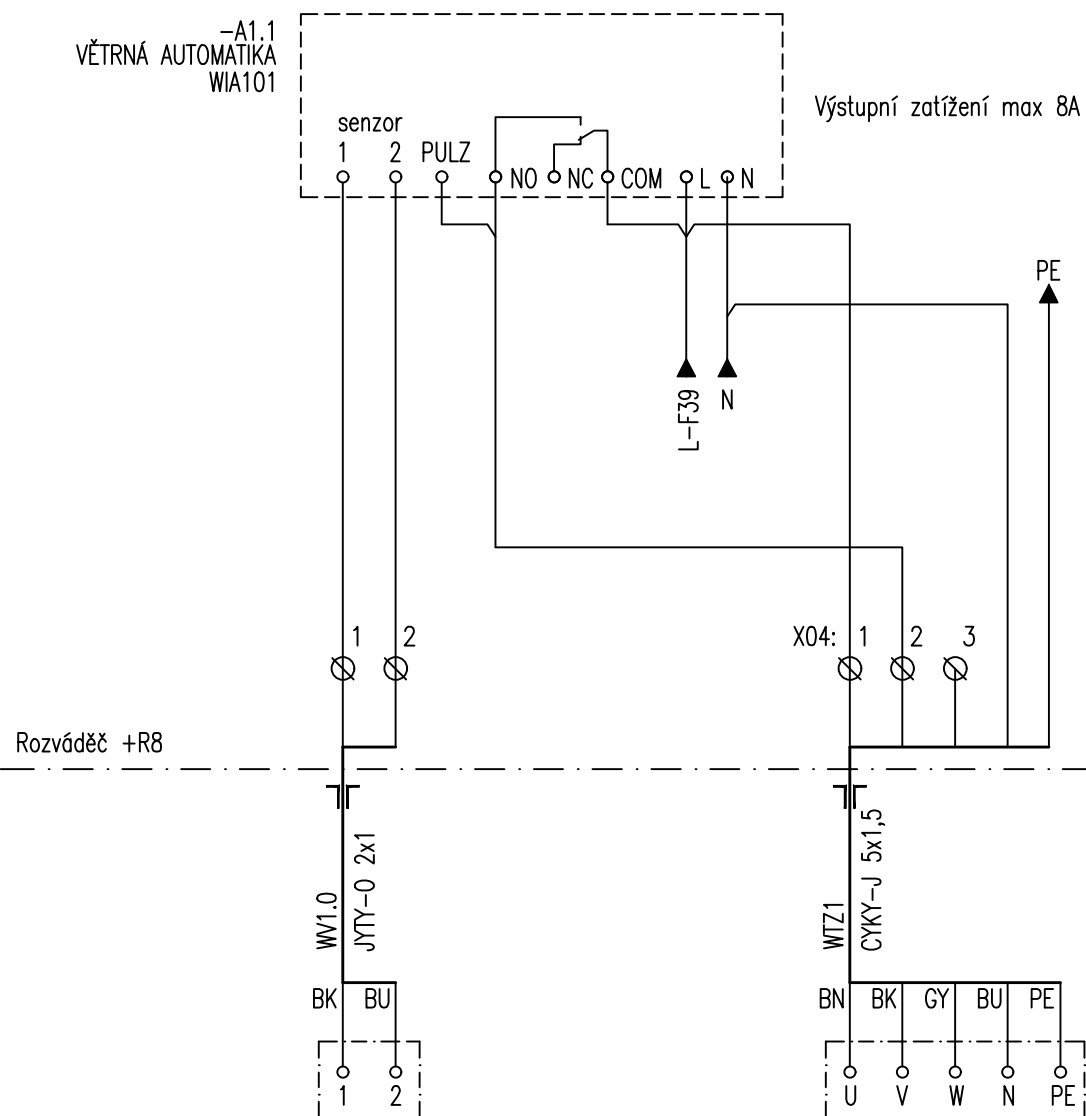 -A1.1
VĚTRNÁ AUTOMATIKA
WIA101
Výstupní zatížení max 8A
senzor
1 2 PULZ
NO NC COM L N
PE
L-F39
N
1 2
X04: 1 2 3
Rozváděč +R8
WV1.0
JYTY-O 2x1
WTZ1
CYKY-J 5x1,5
BK BU
BN BK GY BU PE
1 2
U V W N PE